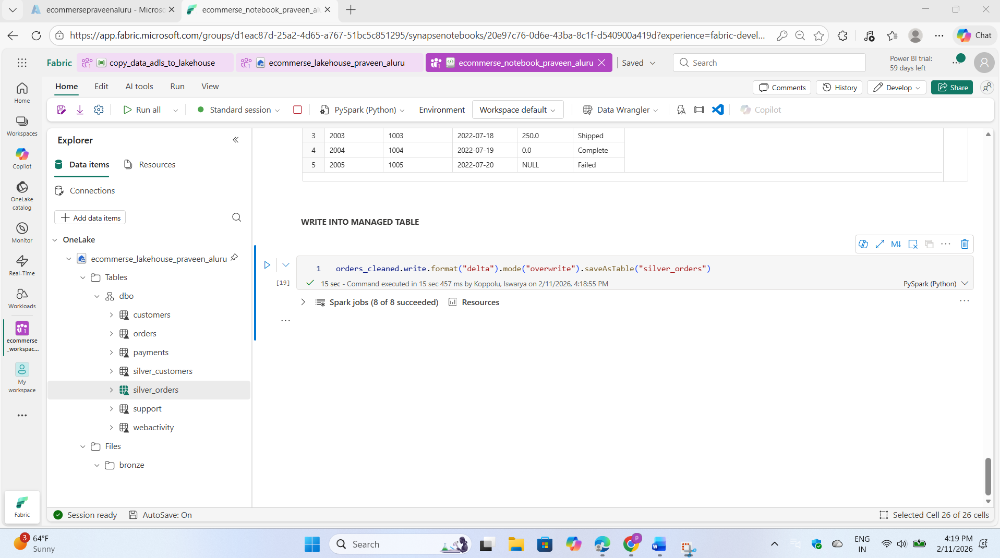 ecommersepraveenaluru - Micros
ecommerse_notebook_praveen_al
https://app.fabric.microsoft.com/groups/d1eac87d-25a2-4d65-a767-51bc5c851295/synapsenotebooks/20e97c76-0d6e-43ba-8c1f-d540900a419d?experience=fabric-devel...
Chat
Fabric
copy_data_adls_to_lakehouse
ecommerse_lakehouse_praveen_aluru
ecommerse_notebook_praveen_aluru
Saved
Search
Power BI trial:
59 days left
Home Edit AI tools Run View
Comments History Develop Share
Run all Standard session PySpark (Python) Environment Workspace default Data Wrangler Copilot
Home
Workspaces
Copilot
OneLake
catalog
Monitor
Real-Time
Workloads
1
ecommerse
_workspac...
My
workspace
Fabric
Explorer
Data items Resources
Connections
Add data items
OneLake
ecommerse_lakehouse_praveen_aluru
Tables
dbo
customers
orders
payments
silver_customers
silver_orders
support
webactivity
Files
bronze
3 2003 1003 2022-07-18 250.0 Shipped
4 2004 1004 2022-07-19 0.0 Complete
5 2005 1005 2022-07-20 NULL Failed
WRITE INTO MANAGED TABLE
M↓
1 orders_cleaned.write.format("delta").mode("overwrite").saveAsTable("silver_orders")
[19]
15 sec - Command executed in 15 sec 457 ms by Koppolu, Iswarya on 2/11/2026, 4:18:55 PM
PySpark (Python)
Spark jobs (8 of 8 succeeded) Resources
Session ready AutoSave: On
Selected Cell 26 of 26 cells
3
64°F
Sunny
Search
P
W
ENG
IN
4:19 PM
2/11/2026